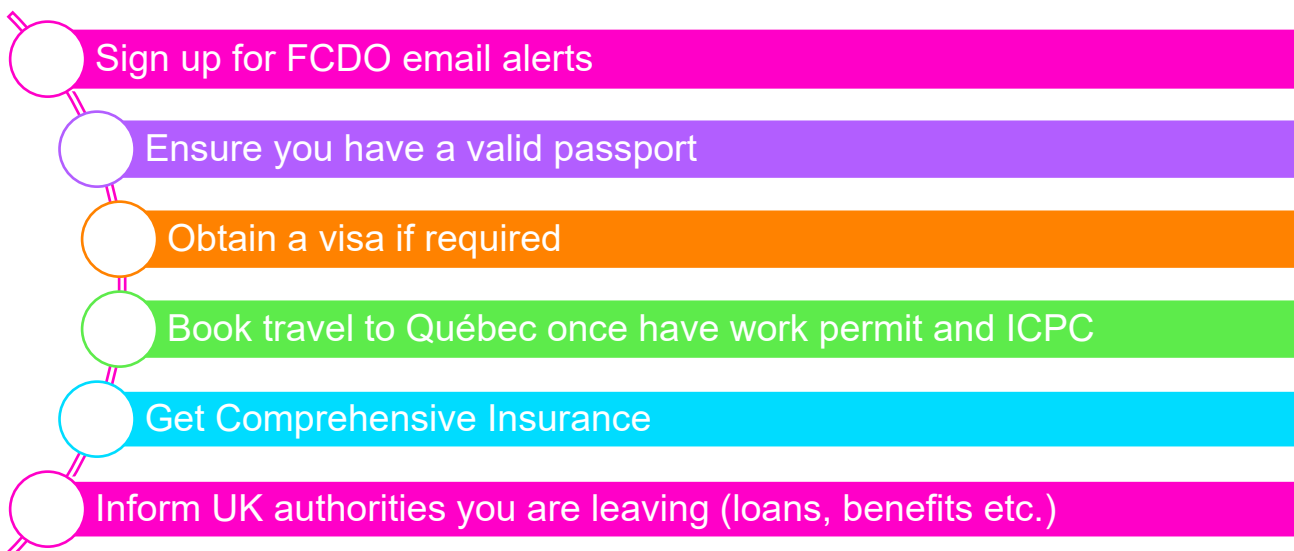 Sign up for FCDO email alerts
Ensure you have a valid passport
Obtain a visa if required
Book travel to Québec once have work permit and ICPC
Get Comprehensive Insurance
Inform UK authorities you are leaving (loans, benefits etc.)